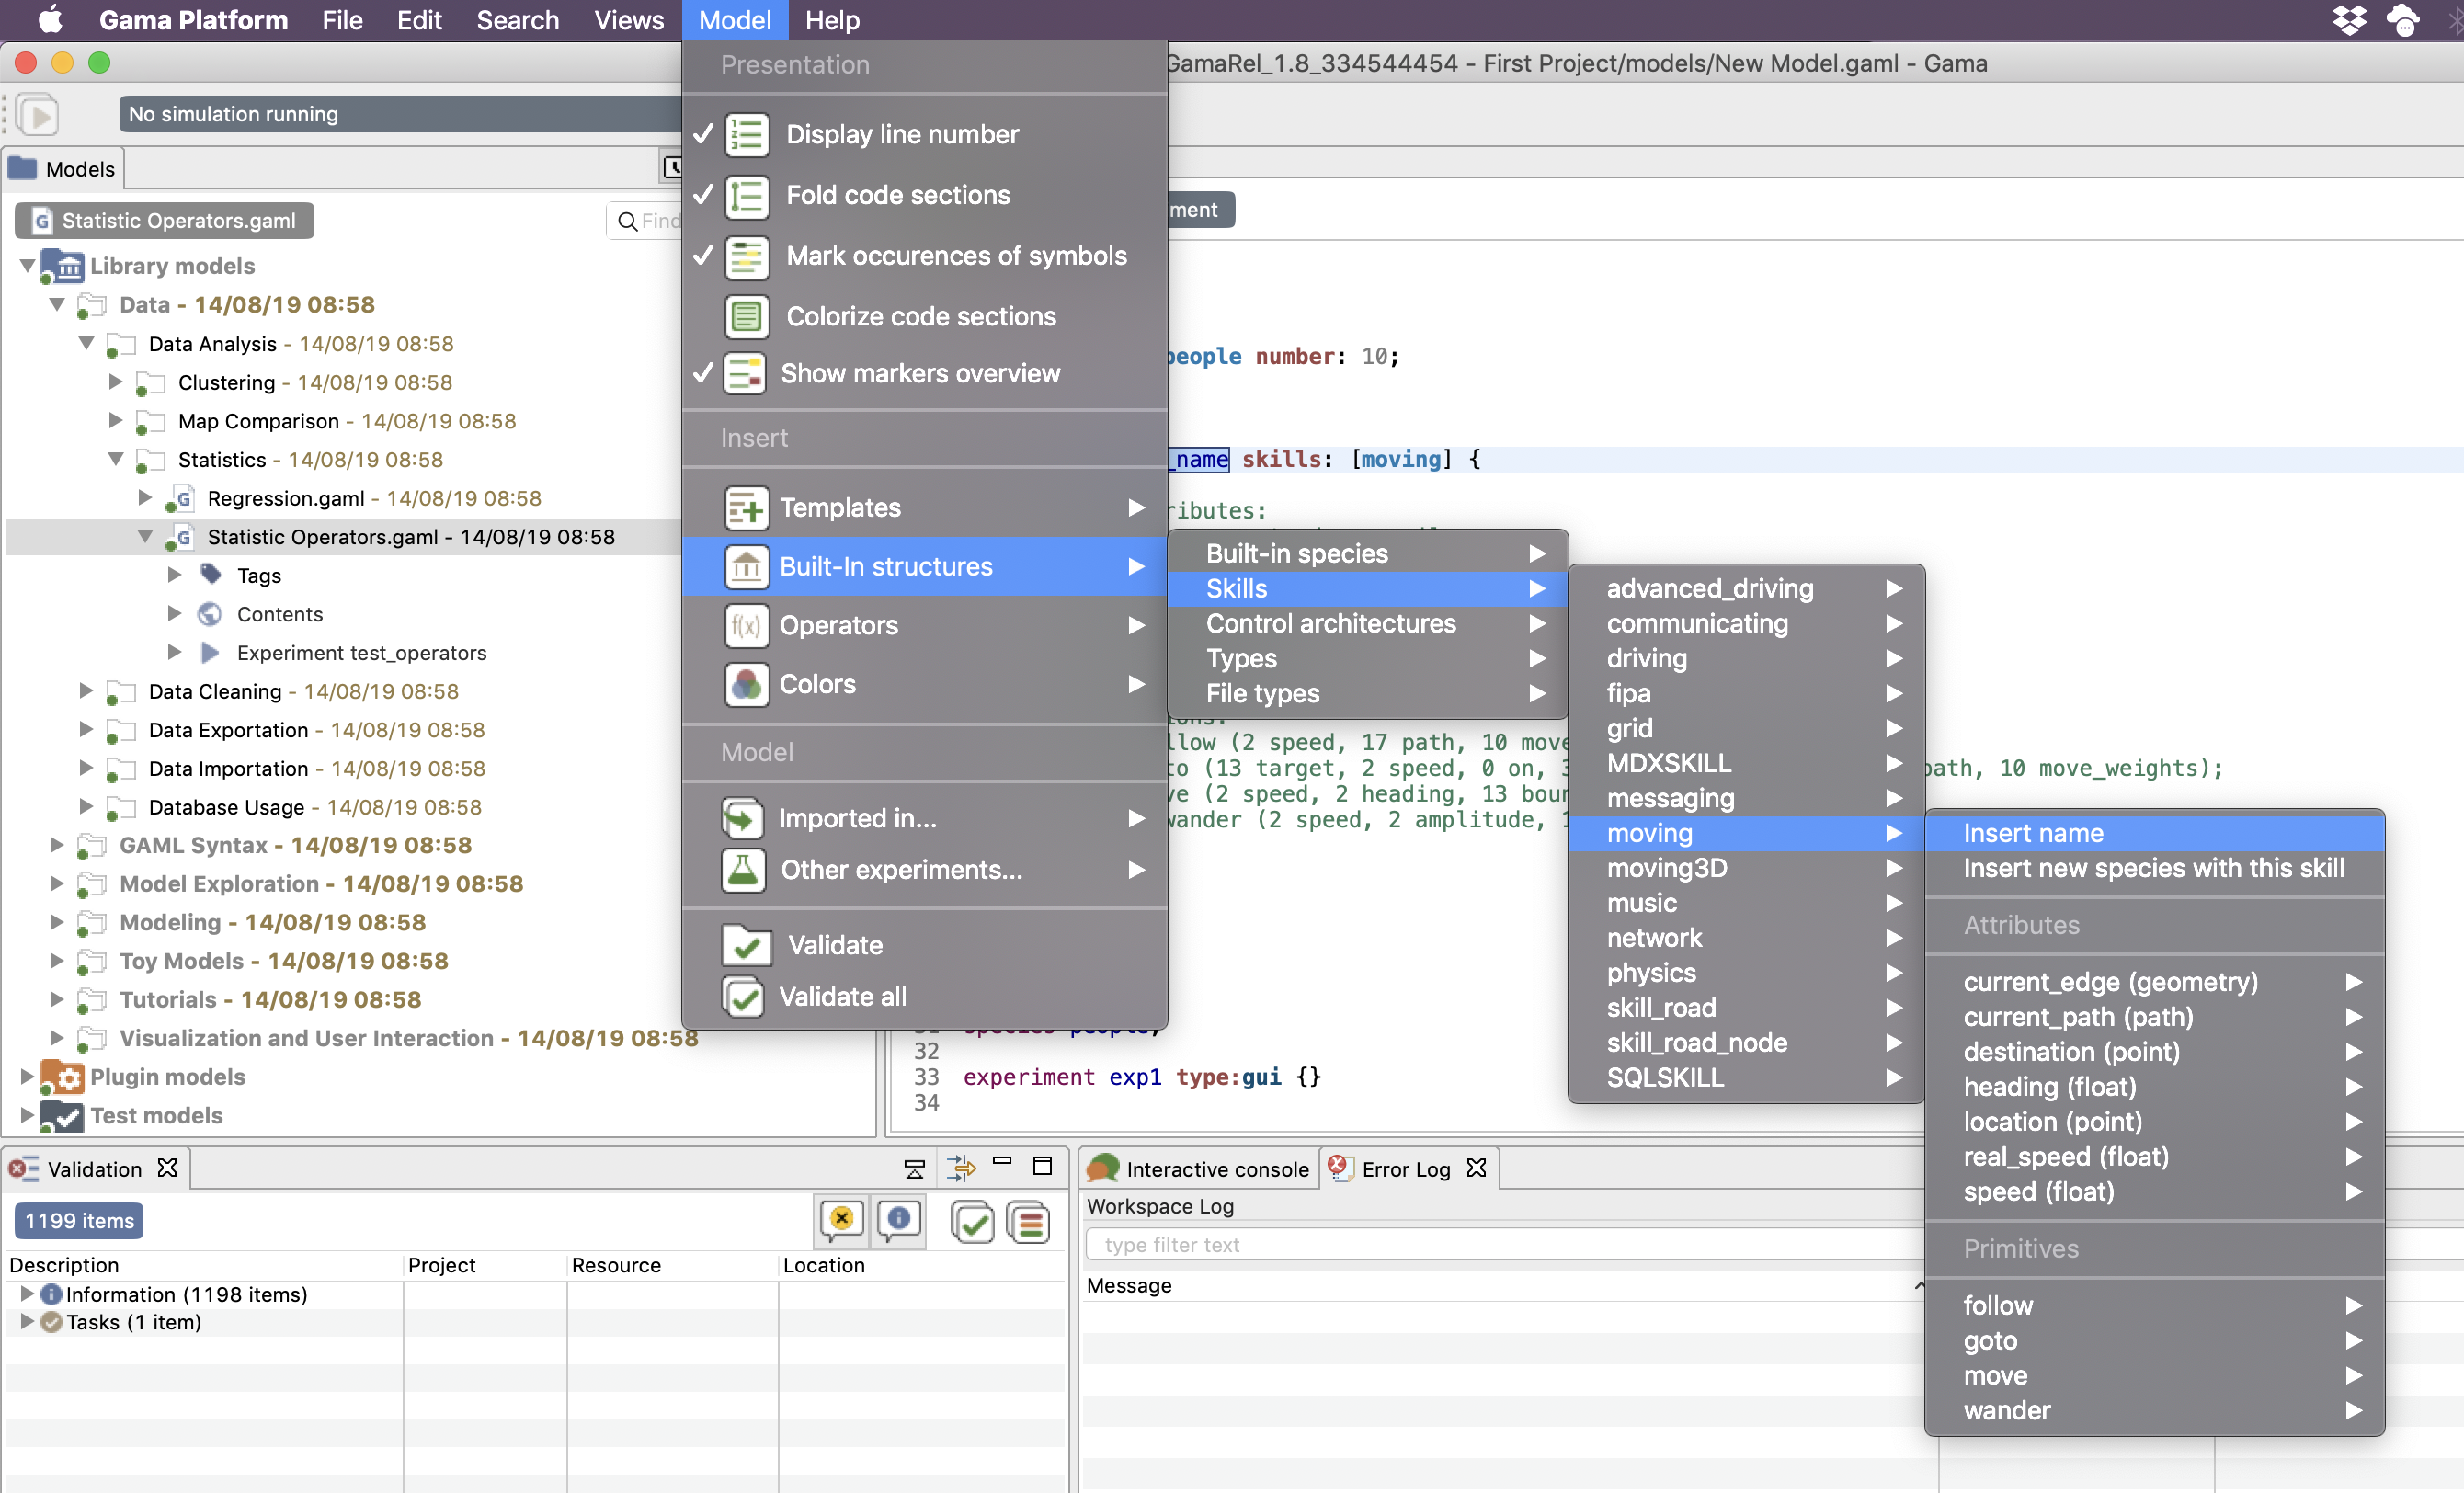 Gama Platform File Edit Search Views Model Help
GamaRel_1.8_334544454 - First Project/models/New Model.gaml - Gama
No simulation running
Models
Statistic Operators.gaml
Find
Library models
Data - 14/08/19 08:58
Data Analysis - 14/08/19 08:58
Clustering - 14/08/19 08:58
Map Comparison - 14/08/19 08:58
Statistics - 14/08/19 08:58
Regression.gaml - 14/08/19 08:58
Statistic Operators.gaml - 14/08/19 08:58
Tags
Contents
Experiment test_operators
Data Cleaning - 14/08/19 08:58
Data Exportation - 14/08/19 08:58
Data Importation - 14/08/19 08:58
Database Usage - 14/08/19 08:58
GAML Syntax - 14/08/19 08:58
Model Exploration - 14/08/19 08:58
Modeling - 14/08/19 08:58
Toy Models - 14/08/19 08:58
Tutorials - 14/08/19 08:58
Visualization and User Interaction - 14/08/19 08:58
Plugin models
Test models
Presentation
Display line number
Fold code sections
Mark occurences of symbols
Colorize code sections
Show markers overview
Insert
Templates
Built-In structures
f(x) Operators
Colors
Model
Imported in...
Other experiments...
Validate
Validate all
ment
people number: 10;
_name skills: [moving] {
ributes:
llow (2 speed, 17 path, 10 move
to (13 target, 2 speed, 0 on, 3
path, 10 move_weights);
ve (2 speed, 2 heading, 13 bour
wander (2 speed, 2 amplitude, 1
31 species people;
32
33 experiment exp1 type:gui {}
34
Built-in species
Skills
Control architectures
Types
File types
advanced_driving
communicating
driving
fipa
grid
MDXSKILL
messaging
moving
moving3D
music
network
physics
skill_road
skill_road_node
SQLSKILL
Insert name
Insert new species with this skill
Attributes
current_edge (geometry)
current_path (path)
destination (point)
heading (float)
location (point)
real_speed (float)
speed (float)
Primitives
follow
goto
move
wander
Validation
1199 items
Description Project Resource Location
Information (1198 items)
Tasks (1 item)
Interactive console Error Log
Workspace Log
type filter text
Message